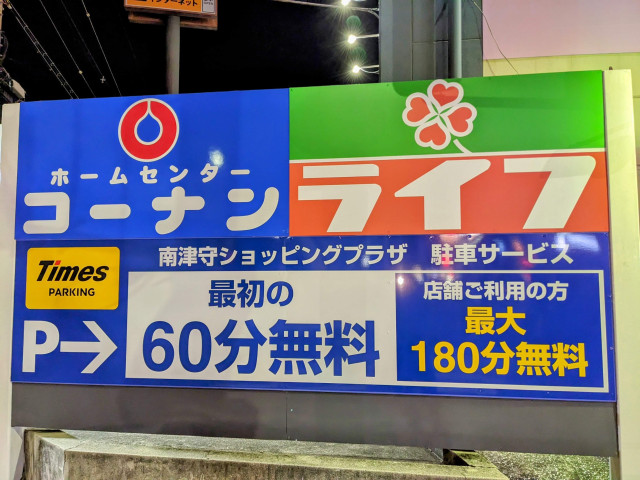 ホームセンター
コーナン
ライフ
南津守ショッピングプラザ 駐車サービス
Times
PARKING
P→
最初の
60分無料
店舗ご利用の方
最大
180分無料